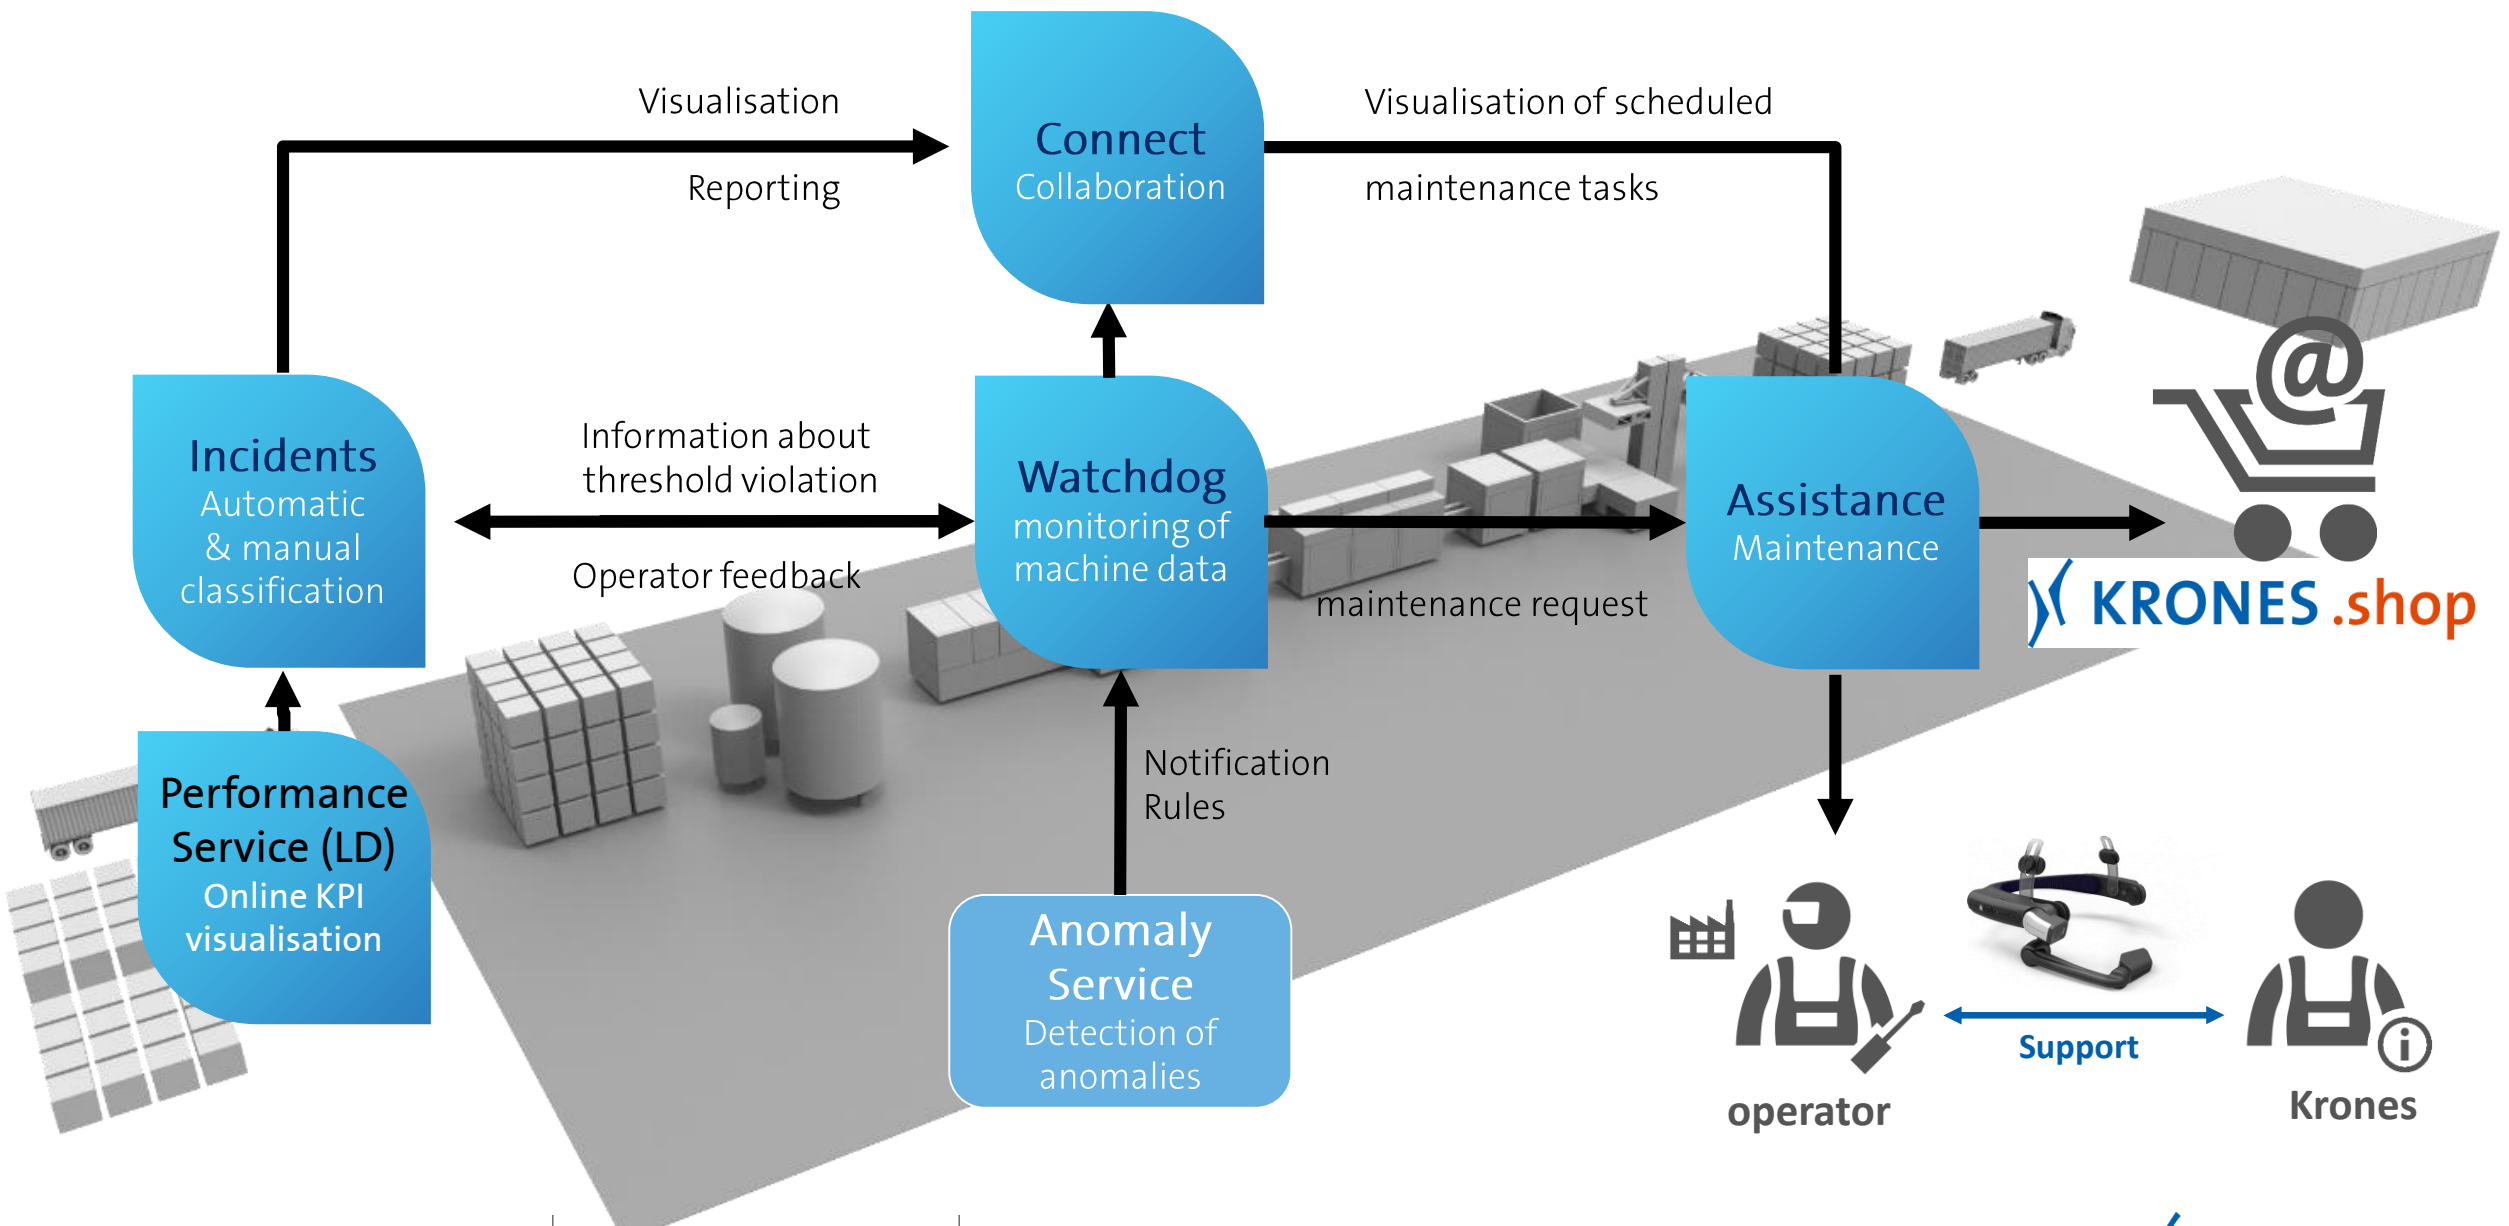 Visualisation
Reporting
Connect
Collaboration
Visualisation of scheduled
maintenance tasks
Incidents
Automatic
& manual
classification
Information about
threshold violation
Operator feedback
Watchdog
monitoring of
machine data
maintenance request
Assistance
Maintenance
@
KRONES .shop
Performance
Service (LD)
Online KPI
visualisation
Notification
Rules
Anomaly
Service
Detection of
anomalies
Support
i
operator
Krones